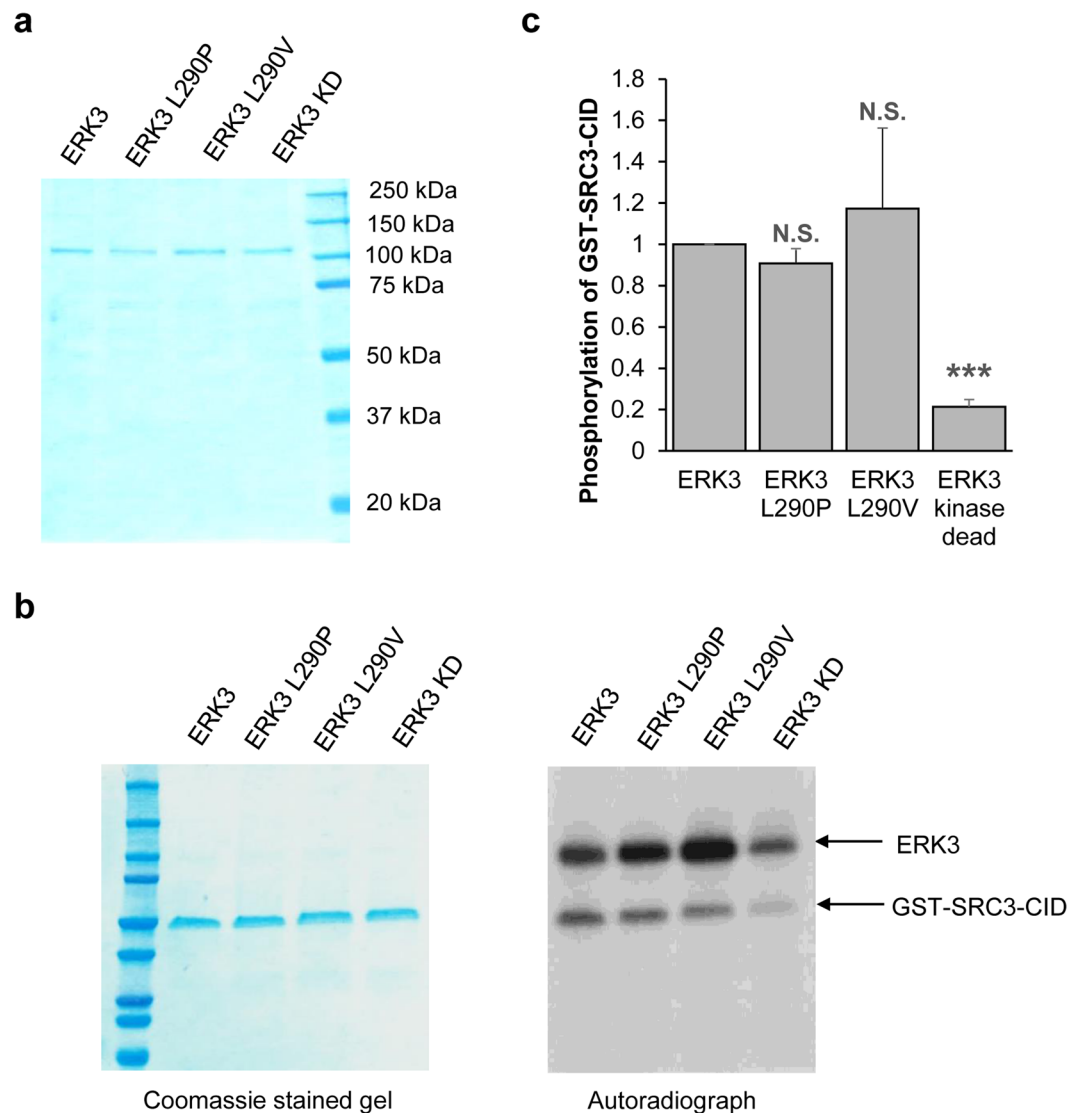 a
ERK3
ERK3 L290P
ERK3 L290V
ERK3 KD
250 kDa
150 kDa
100 kDa
75 kDa
50 kDa
37 kDa
20 kDa
c
Phosphorylation of GST-SRC3-CID
1.8
1.6
1.4
1.2
1
0.8
0.6
0.4
0.2
0
N.S.
N.S.
***
ERK3
ERK3
L290P
ERK3
L290V
ERK3
kinase
dead
b
ERK3
ERK3 L290P
ERK3 L290V
ERK3 KD
Coomassie stained gel
ERK3
ERK3 L290P
ERK3 L290V
ERK3 KD
ERK3
GST-SRC3-CID
Autoradiograph